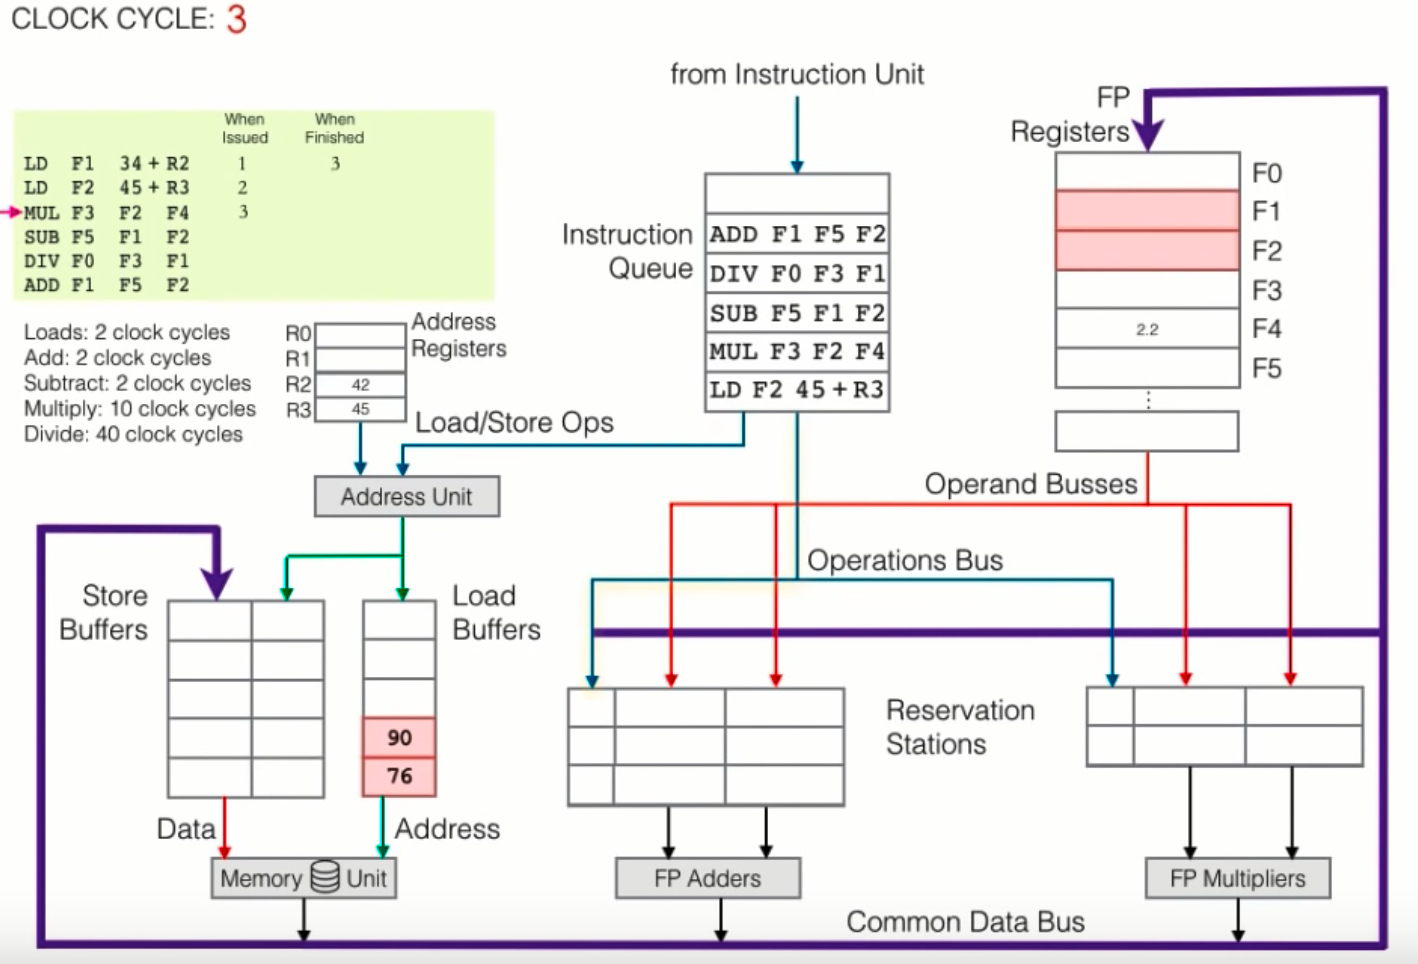 CLOCK CYCLE: 3
from Instruction Unit
When Issued
When Finished
LD F1 34 + R2 1 3
LD F2 45 + R3 2
MUL F3 F2 F4 3
SUB F5 F1 F2
DIV F0 F3 F1
ADD F1 F5 F2
Loads: 2 clock cycles
Add: 2 clock cycles
Subtract: 2 clock cycles
Multiply: 10 clock cycles
Divide: 40 clock cycles
R0
R1
R2 42
R3 45
Address
Registers
Instruction
Queue
ADD F1 F5 F2
DIV F0 F3 F1
SUB F5 F1 F2
MUL F3 F2 F4
LD F2 45 + R3
FP
Registers
F0
F1
F2
F3
2.2 F4
F5
Load/Store Ops
Address Unit
Operand Busses
Operations Bus
Store
Buffers
Load
Buffers
90
76
Reservation
Stations
Data
Address
Memory Unit
FP Adders
FP Multipliers
Common Data Bus